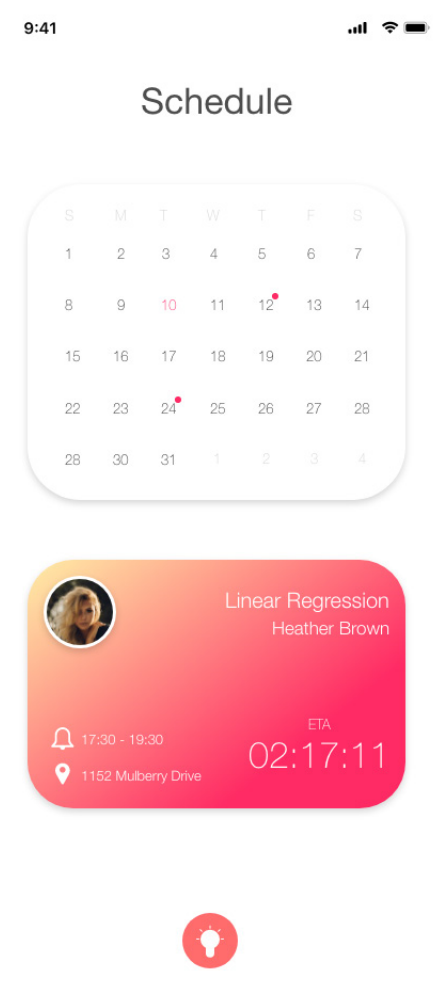 9:41
Schedule
S M T W T F S
1 2 3 4 5 6 7
8 9 10 11 12 13 14
15 16 17 18 19 20 21
22 23 24 25 26 27 28
28 30 31 1 2 3 4
Linear Regression
Heather Brown
ETA
17:30 - 19:30
02:17:11
1152 Mulberry Drive